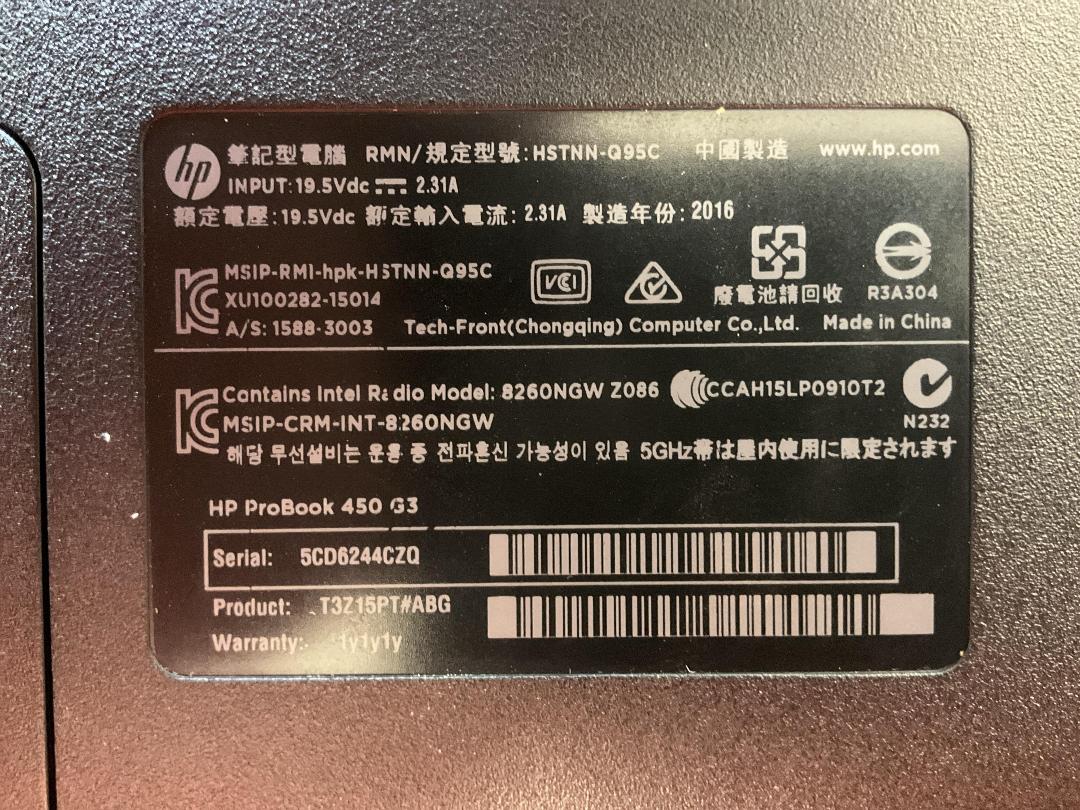 hp 筆記型電腦 RMN/規定型號:HSTNN-Q95C 中國製造 www.hp.com
INPUT:19.5Vdc 2.31A
額定電壓:19.5Vdc 額定輸入電流: 2.31A 製造年份: 2016
MSIP-RMI-hpk-HSTNN-Q95C
XU100282-15014
VCI
廢電池請回收 R3A304
A/S: 1588-3003 Tech-Front(Chongqing) Computer Co.,Ltd. Made in China
Contains Intel Radio Model: 8260NGW Z086 CCAH15LP0910T2
MSIP-CRM-INT-8260NGW N232
해당 무선설비는 운용 중 전파혼신 가능성이 있음 5GHz帯は屋内使用に限定されます
HP ProBook 450 G3
Serial: 5CD6244CZQ
Product: T3Z15PT#ABG
Warranty: 1y1y1y